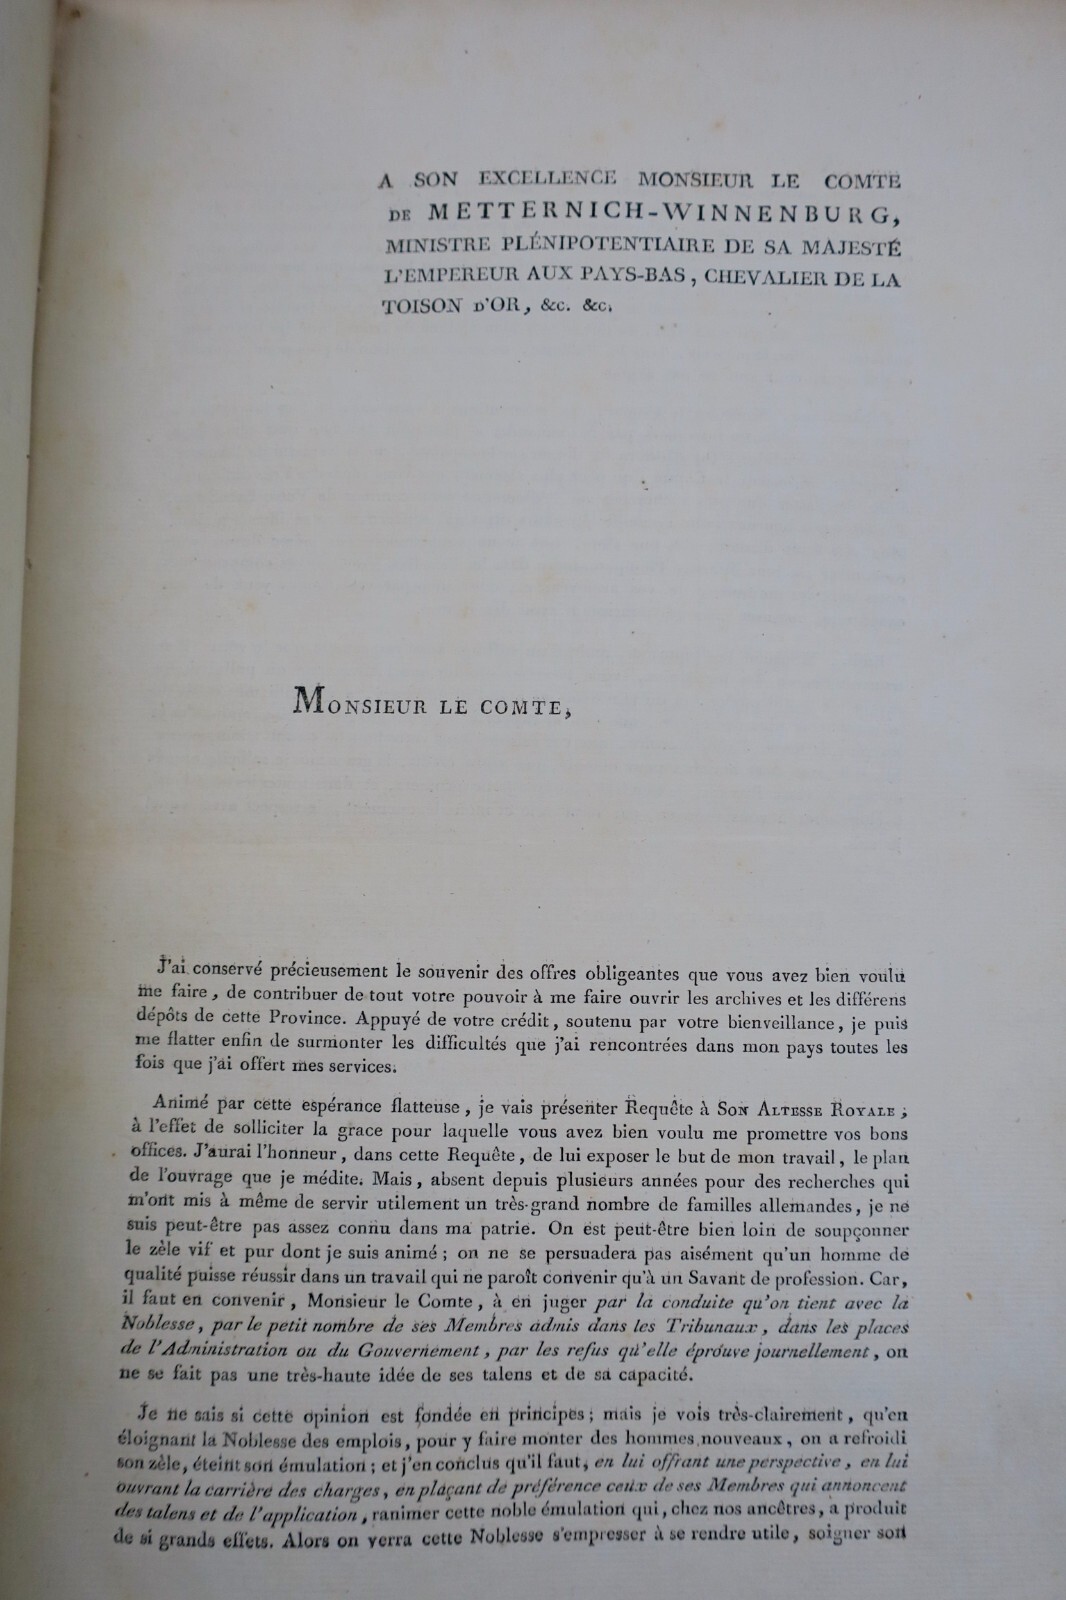 A SON EXCELLENCE MONSIEUR LE COMTE
DE METTERNICH-WINNENBURG,
MINISTRE PLÉNIPOTENTIAIRE DE SA MAJESTÉ
L'EMPEREUR AUX PAYS-BAS, CHEVALIER DE LA
TOISON D'OR, &c. &c.
MONSIEUR LE COMTE,
J'ai conservé précieusement le souvenir des offres obligeantes que vous avez bien voulu
me faire, de contribuer de tout votre pouvoir à me faire ouvrir les archives et les différens
dépôts de cette Province. Appuyé de votre crédit, soutenu par votre bienveillance, je puis
me flatter enfin de surmonter les difficultés que j'ai rencontrées dans mon pays toutes les
fois que j'ai offert mes services.
Animé par cette espérance flatteuse, je vais présenter Requête à SON ALTESSE ROYALE,
à l'effet de solliciter la grace pour laquelle vous avez bien voulu me promettre vos bons
offices. J'aurai l'honneur, dans cette Requête, de lui exposer le but de mon travail, le plan
de l'ouvrage que je médite. Mais, absent depuis plusieurs années pour des recherches qui
m'ont mis à même de servir utilement un très-grand nombre de familles allemandes, je ne
suis peut-être pas assez connu dans ma patrie. On est peut-être bien loin de soupçonner
le zèle vif et pur dont je suis animé; on ne se persuadera pas aisément qu'un homme de
qualité puisse réussir dans un travail qui ne paroît convenir qu'à un Savant de profession. Car,
il faut en convenir, Monsieur le Comte, à en juger par la conduite qu'on tient avec la
Noblesse, par le petit nombre de ses Membres admis dans les Tribunaux, dans les places
de l'Administration ou du Gouvernement, par les refus qu'elle éprouve journellement, on
ne se fait pas une très-haute idée de ses talens et de sa capacité.
Je ne sais si cette opinion est fondée en principes; mais je vois très-clairement, qu'en
éloignant la Noblesse des emplois, pour y faire monter des hommes nouveaux, on a refroidi
son zèle, éteint son émulation; et j'en conclus qu'il faut, en lui offrant une perspective, en lui
ouvrant la carrière des charges, en plaçant de préférence ceux de ses Membres qui annoncent
des talens et de l'application, ranimer cette noble émulation qui, chez nos ancêtres, a produit
de si grands effets. Alors on verra cette Noblesse s'empresser à se rendre utile, soigner son